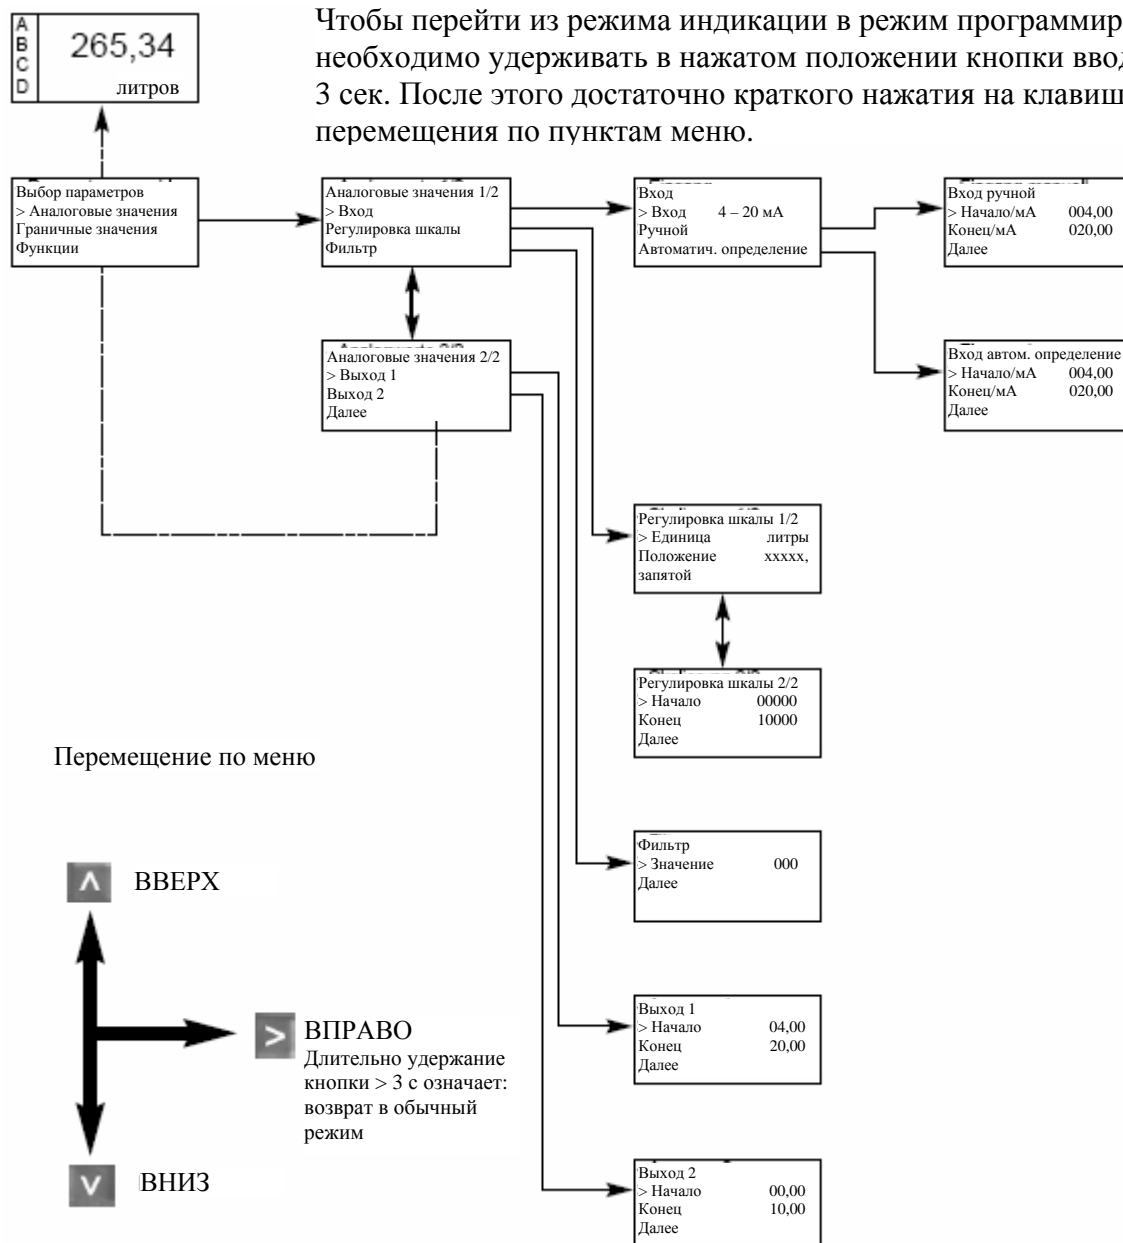 A
B
C
D
265,34
литров
Чтобы перейти из режима индикации в режим программир
необходимо удерживать в нажатом положении кнопки ввод
3 сек. После этого достаточно краткого нажатия на клавиш
перемещения по пунктам меню.
Выбор параметров
> Аналоговые значения
Граничные значения
Функции
Аналоговые значения 1/2
> Вход
Регулировка шкалы
Фильтр
Вход
> Вход 4 – 20 мА
Ручной
Автоматич. определение
Вход ручной
> Начало/мА 004,00
Конец/мА 020,00
Далее
Аналоговые значения 2/2
> Выход 1
Выход 2
Далее
Вход автом. определение
> Начало/мА 004,00
Конец/мА 020,00
Далее
Регулировка шкалы 1/2
> Единица литры
Положение xxxxx,
запятой
Регулировка шкалы 2/2
> Начало 00000
Конец 10000
Далее
Перемещение по меню
Фильтр
> Значение 000
Далее
^ ВВЕРХ
> ВПРАВО
Длительно удержание
кнопки > 3 с означает:
возврат в обычный
режим
v ВНИЗ
Выход 1
> Начало 04,00
Конец 20,00
Далее
Выход 2
> Начало 00,00
Конец 10,00
Далее